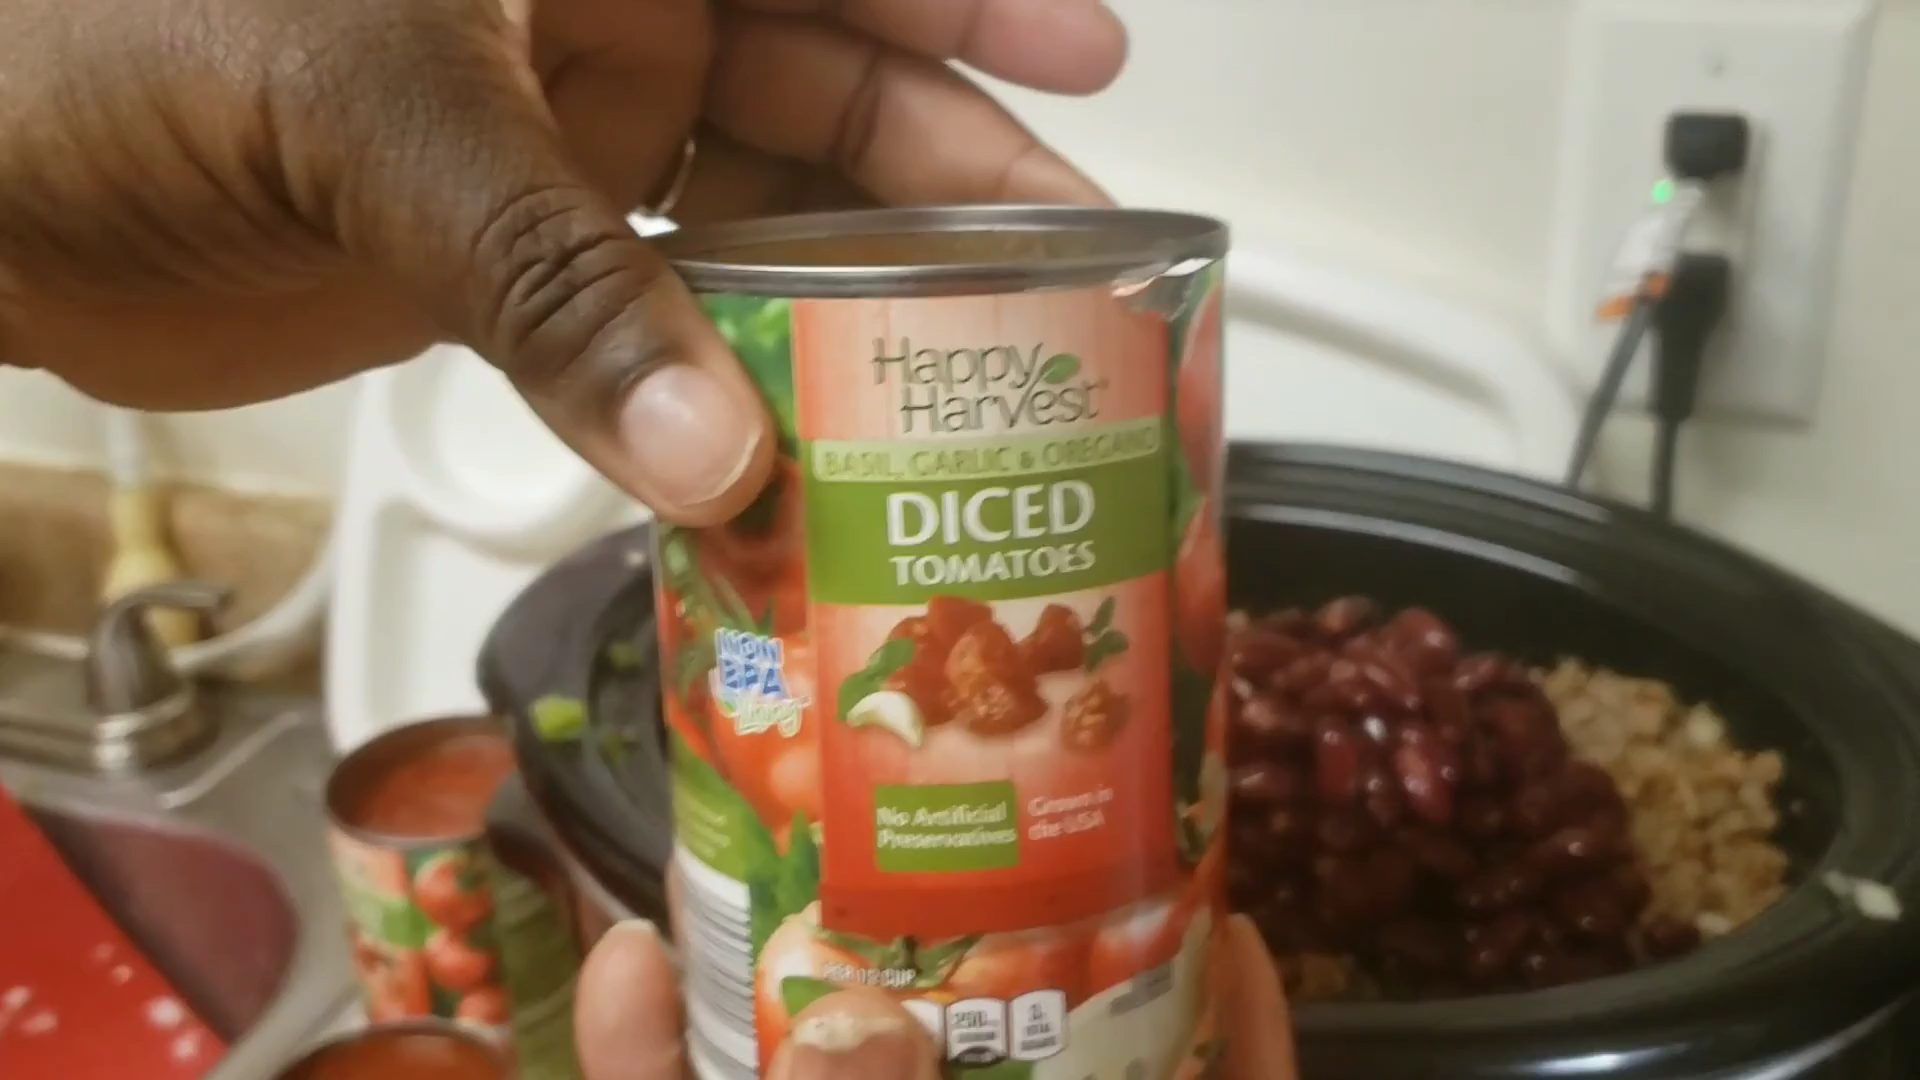 Happy
Harvest
BASIL, GARLIC & OREGANO
DICED
TOMATOES
NON
BPA
Lining
No Artificial
Preservatives
Grown in
the USA